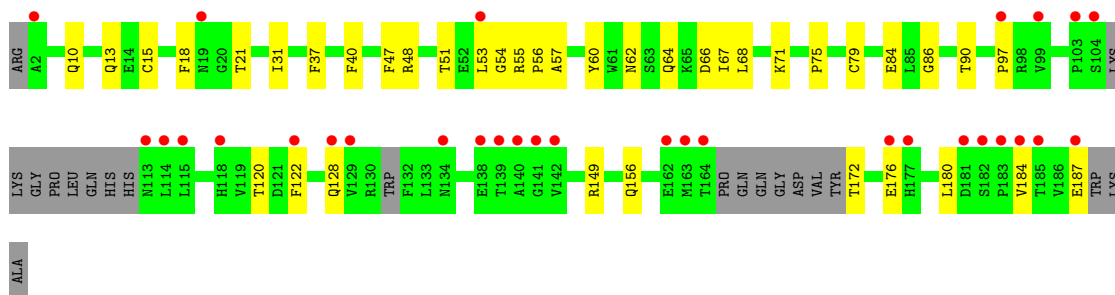 ARG A2 Q10 Q13 E14 C15 F18 N19 G20 T21 I31 F37 F40 F47 R48 T51 E52 L53 G54 R55 P56 A57 Y60 W61 N62 S63 Q64 K65 D66 I67 L68 K71 P75 C79 E84 L85 G86 T90 P97 R98 V99 P103 S104 LYS
LYS GLY PRO LEU GLN HIS HIS N113 L114 L115 H118 V119 T120 D121 F122 Q128 V129 R130 TRP F132 L133 N134 E138 T139 A140 G141 V142 R149 Q156 E162 M163 T164 PRO GLN GLN GLY ASP VAL TYR T172 E176 H177 L180 D181 S182 P183 V184 T185 V186 E187 TRP LYS
ALA